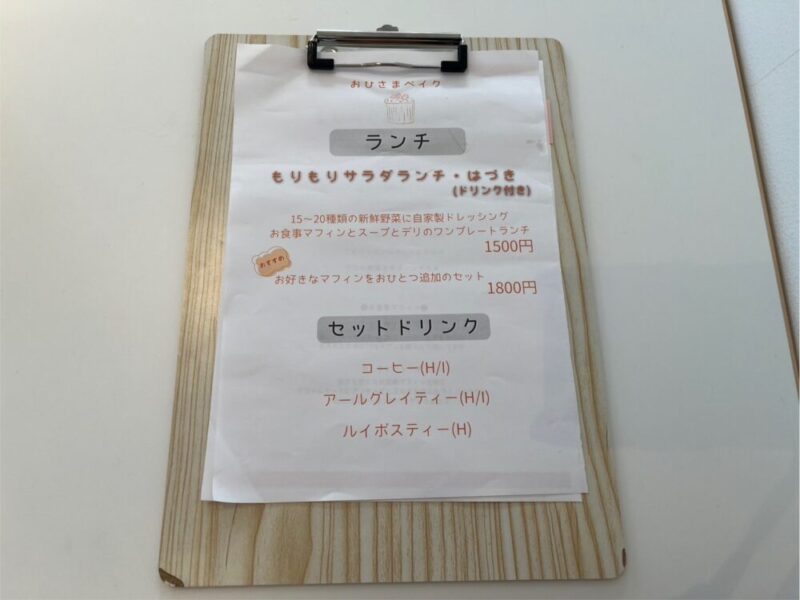 おひさまベイク
ランチ
もりもりサラダランチ・はづき
(ドリンク付き)
15～20種類の新鮮野菜に自家製ドレッシング
お食事マフィンとスープとデリのワンプレートランチ
1500円
おすすめ
お好きなマフィンをおひとつ追加のセット
1800円
セットドリンク
コーヒー(H/I)
アールグレイティー(H/I)
ルイボスティー(H)